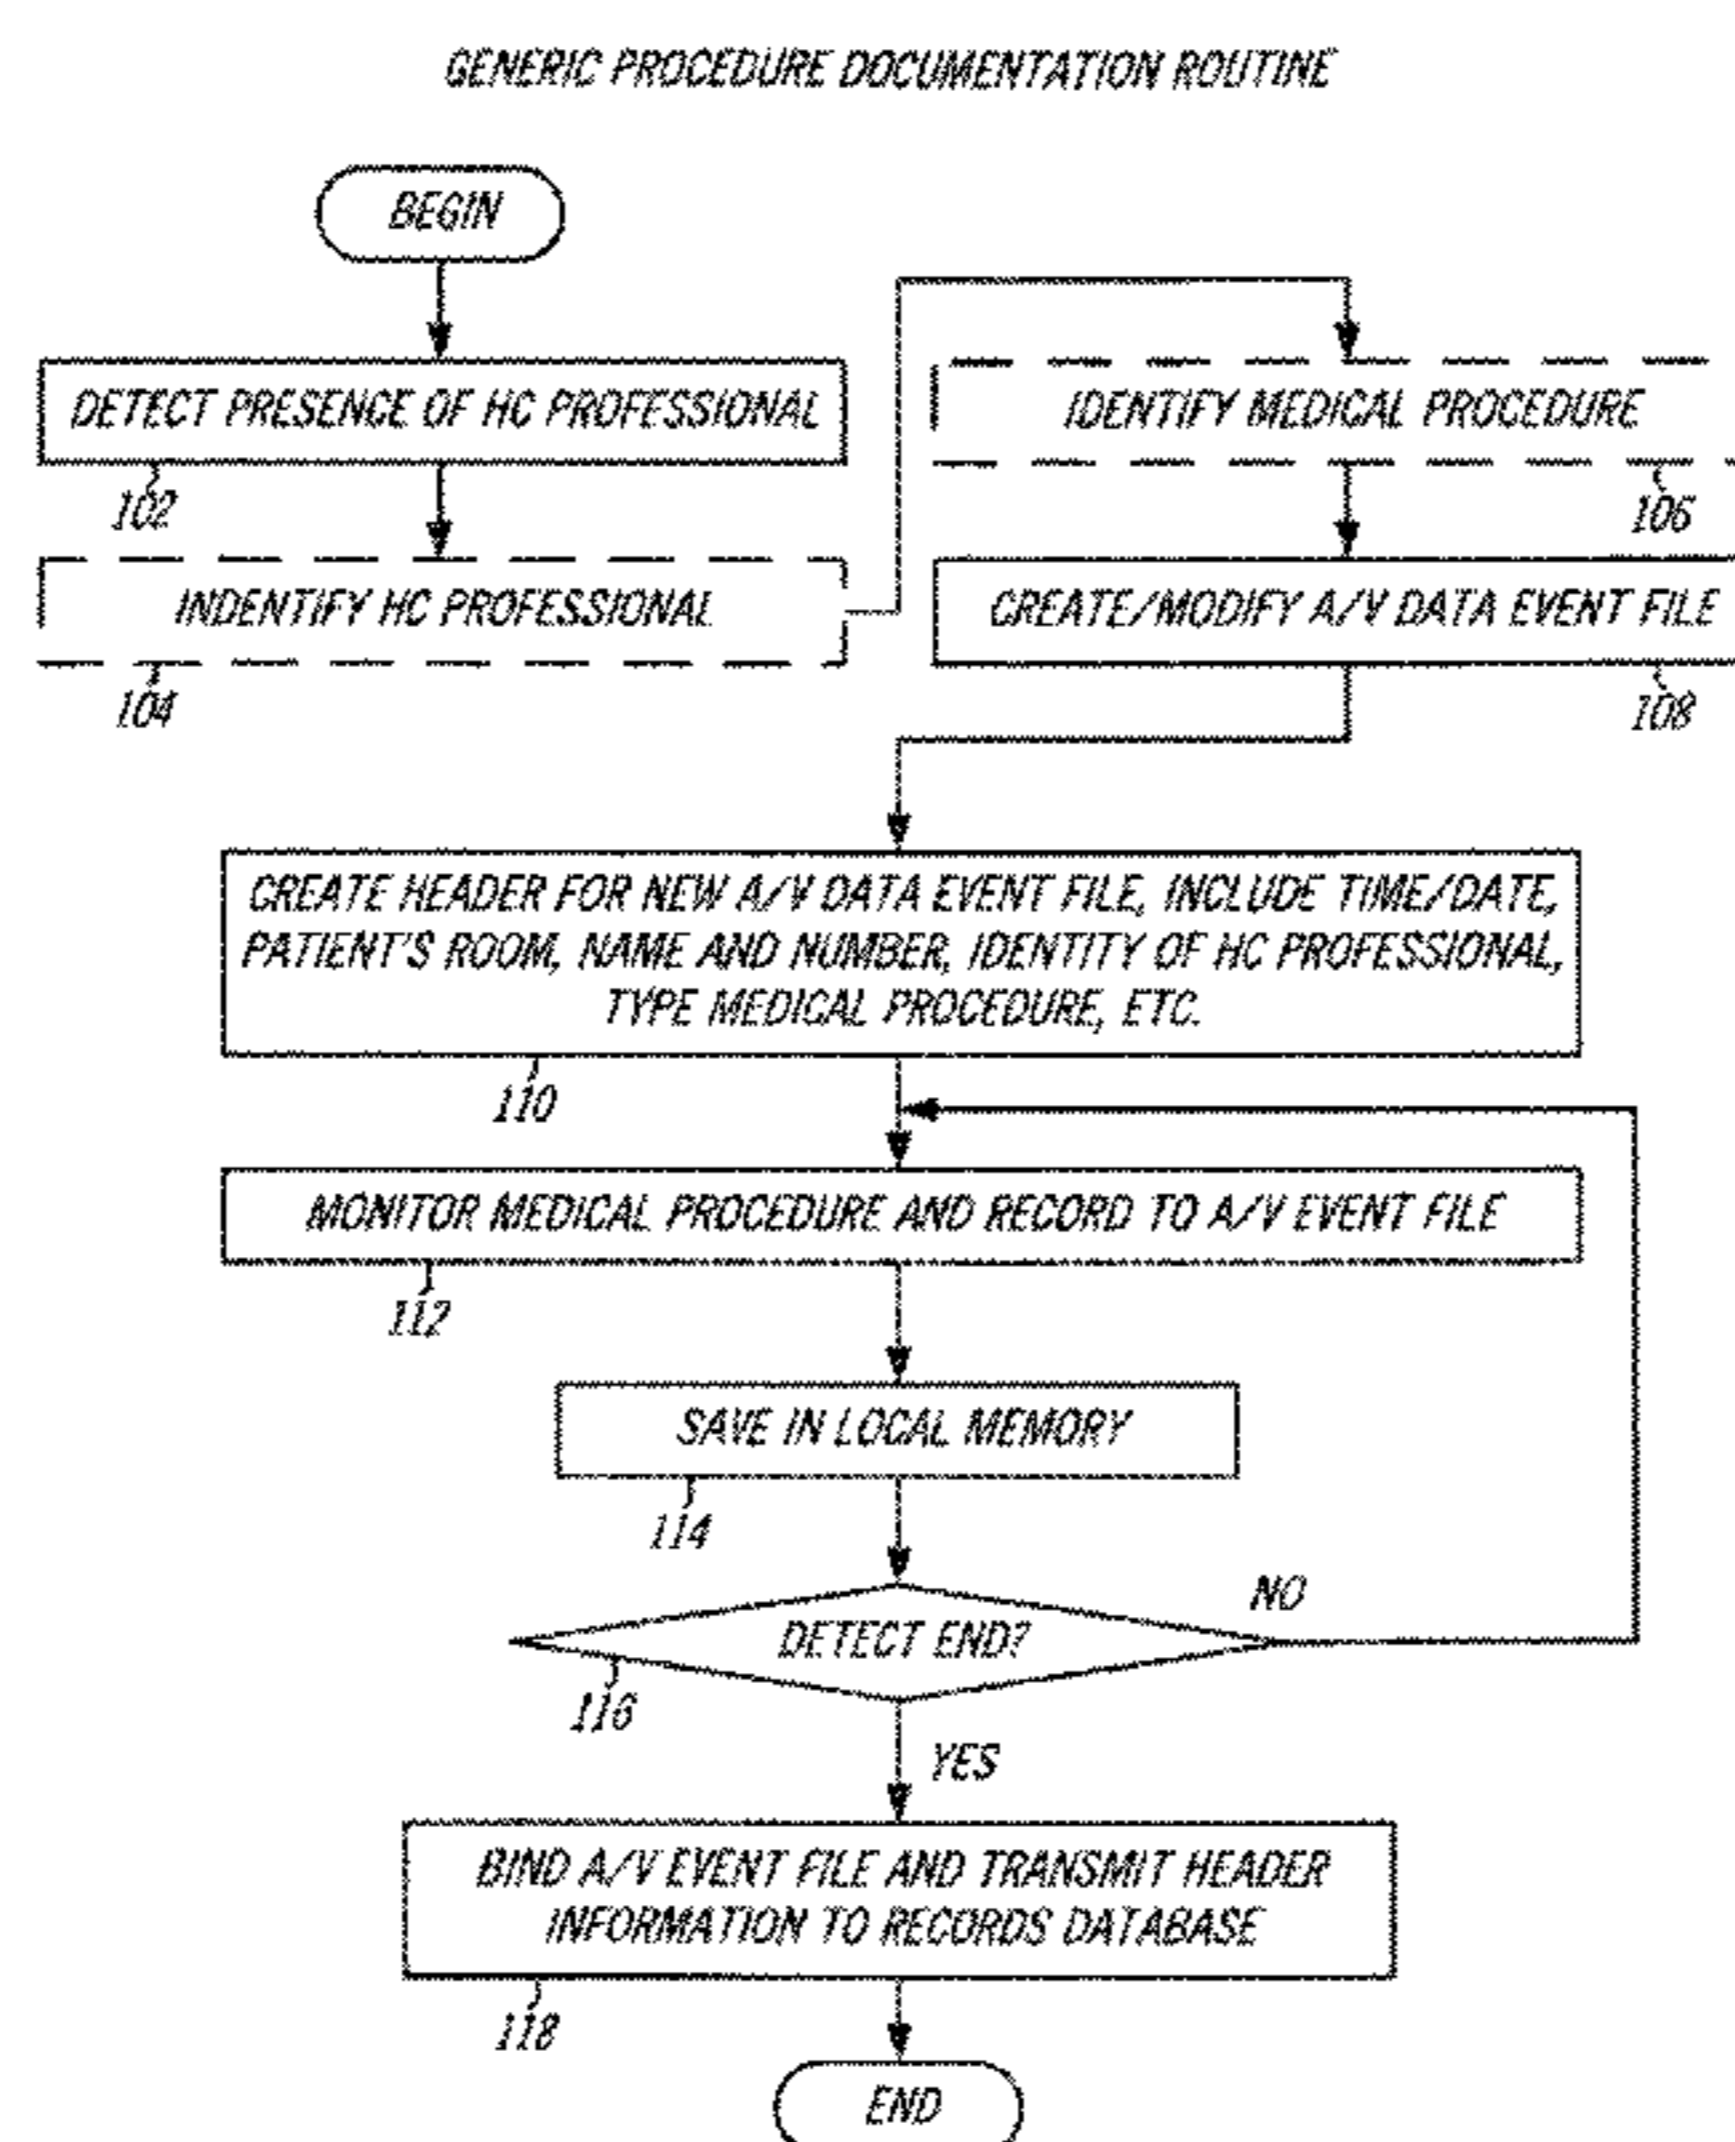 GENERIC PROCEDURE DOCUMENTATION ROUTINE
BEGIN
DETECT PRESENCE OF HC PROFESSIONAL
102
INDENTIFY HC PROFESSIONAL
104
IDENTIFY MEDICAL PROCEDURE
106
CREATE/MODIFY A/V DATA EVENT FILE
108
CREATE HEADER FOR NEW A/V DATA EVENT FILE, INCLUDE TIME/DATE,
PATIENT'S ROOM, NAME AND NUMBER, IDENTITY OF HC PROFESSIONAL,
TYPE MEDICAL PROCEDURE, ETC.
110
MONITOR MEDICAL PROCEDURE AND RECORD TO A/V EVENT FILE
112
SAVE IN LOCAL MEMORY
114
DETECT END?
NO
116
YES
BIND A/V EVENT FILE AND TRANSMIT HEADER
INFORMATION TO RECORDS DATABASE
118
END